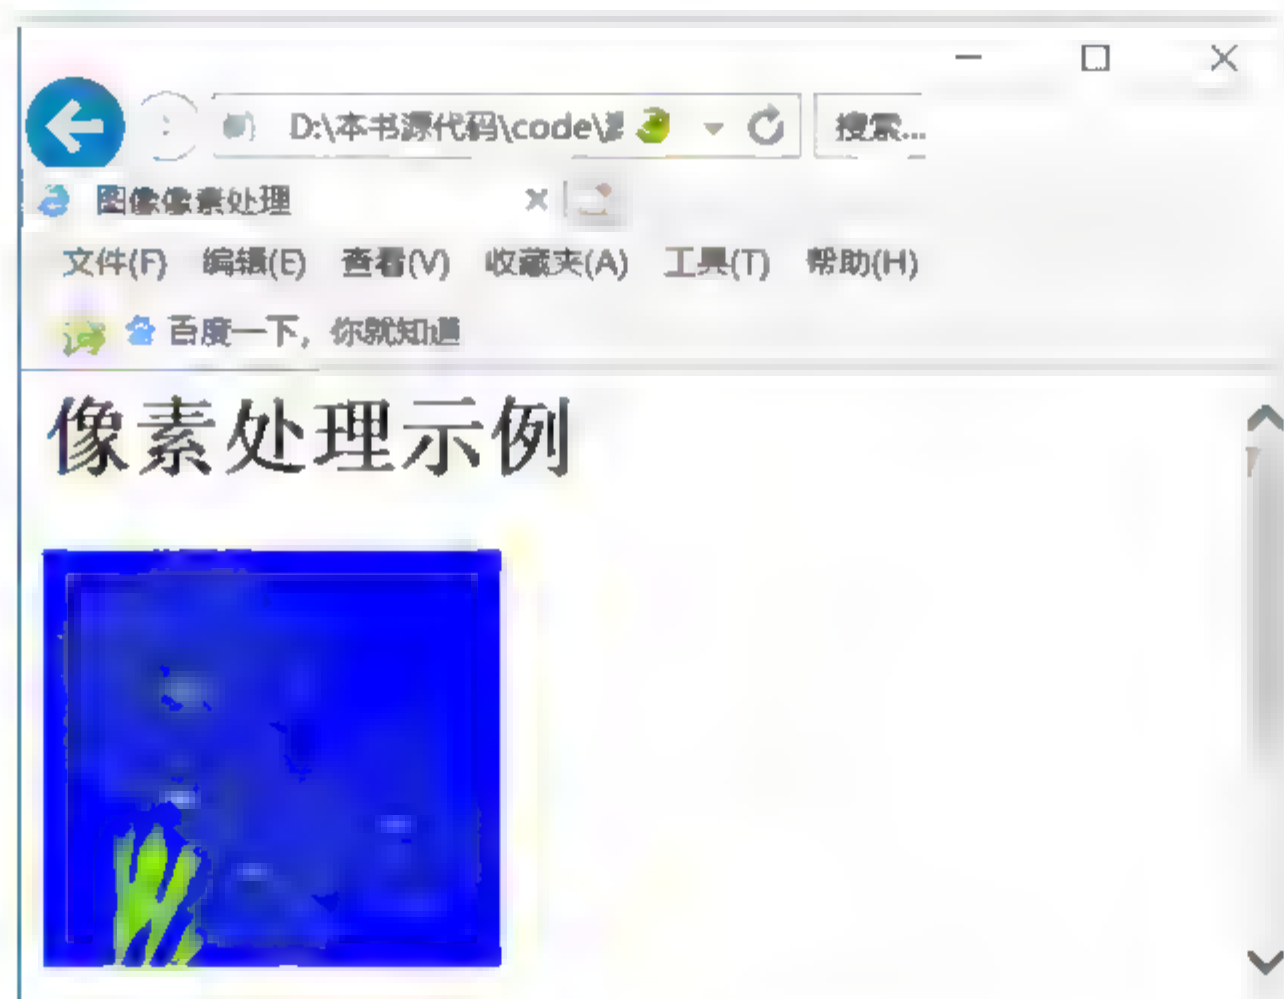 D:\本书源代码\code\ 搜索...
图像像素处理
文件(F) 编辑(E) 查看(V) 收藏夹(A) 工具(T) 帮助(H)
百度一下，你就知道
像素处理示例